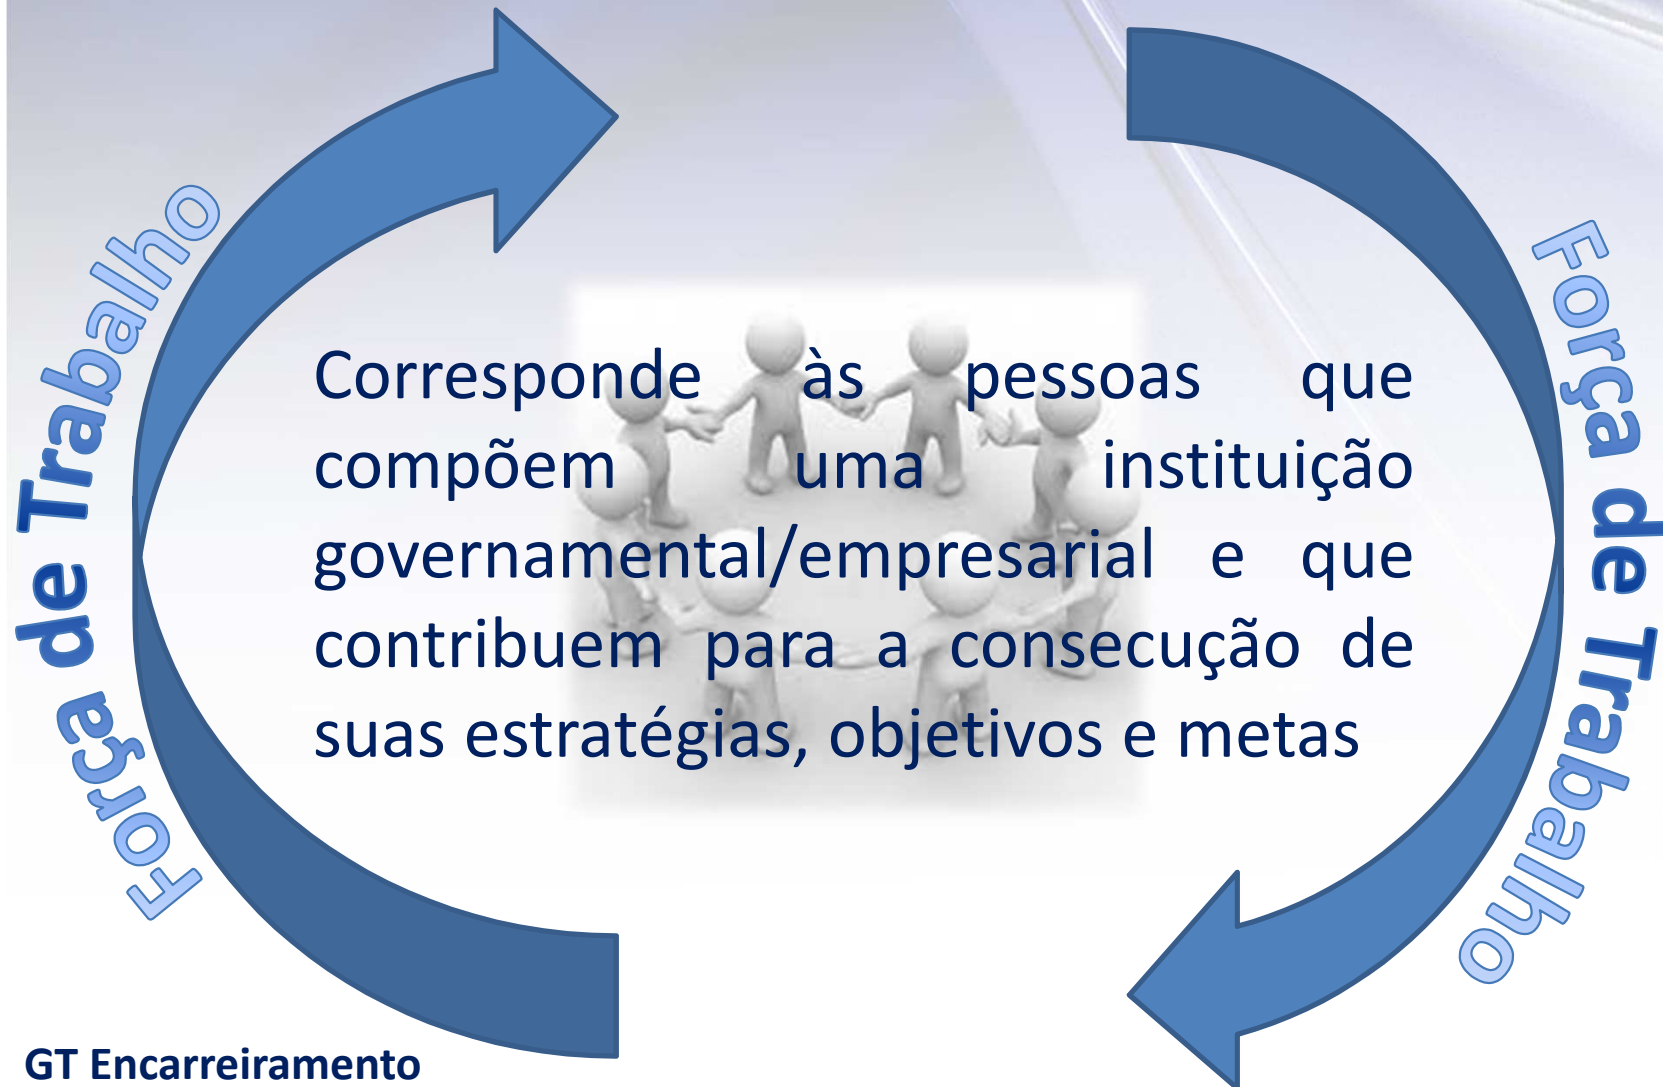 Força de Trabalho
Corresponde às pessoas que
compõem uma instituição
governamental/empresarial e que
contribuem para a consecução de
suas estratégias, objetivos e metas
Força de Trabalho
GT Encarreiramento